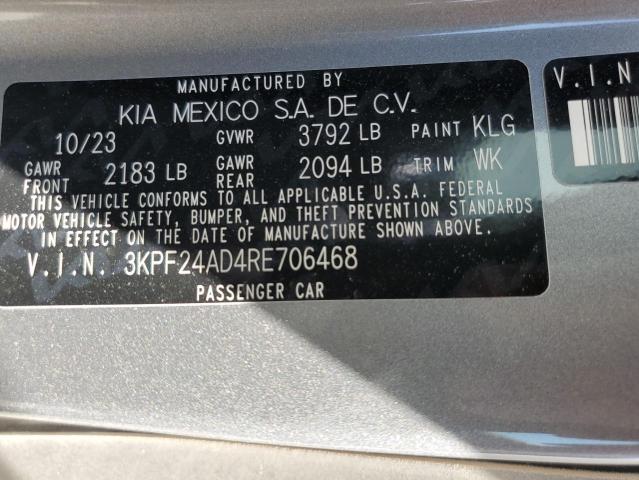 MANUFACTURED BY
KIA MEXICO S.A. DE C.V.
10/23 GVWR 3792 LB PAINT KLG
GAWR FRONT 2183 LB GAWR REAR 2094 LB TRIM WK
THIS VEHICLE CONFORMS TO ALL APPLICABLE U.S.A. FEDERAL
MOTOR VEHICLE SAFETY, BUMPER, AND THEFT PREVENTION STANDARDS
IN EFFECT ON THE DATE OF MANUFACTURE SHOWN ABOVE.
V.I.N. 3KPF24AD4RE706468
PASSENGER CAR
V.I.N